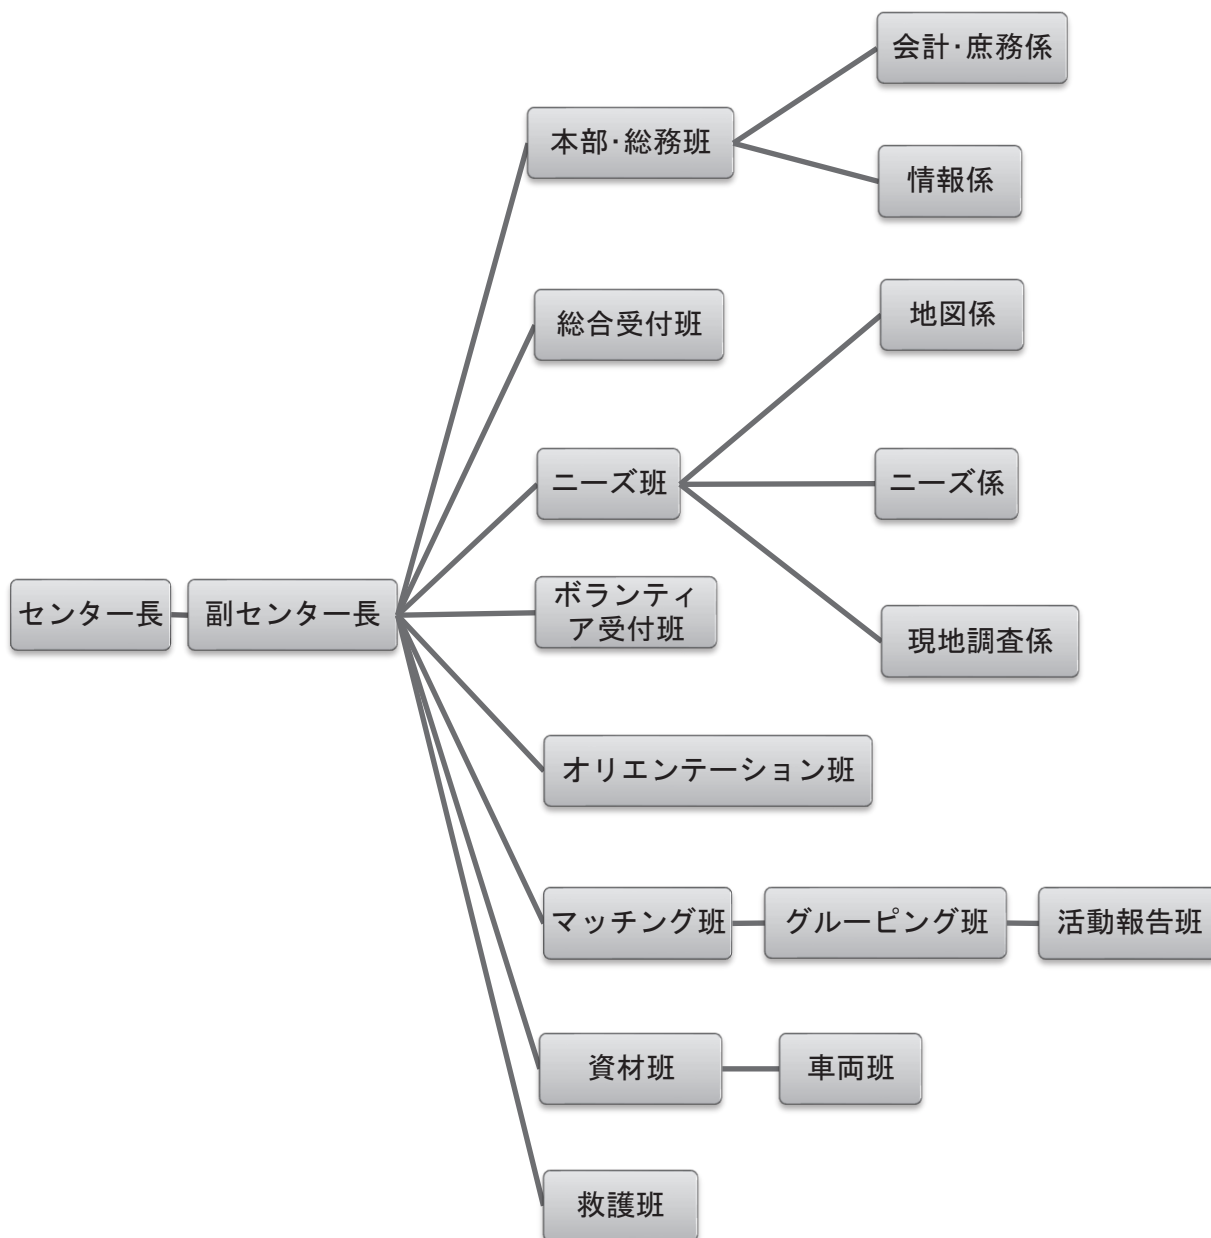 センター長
副センター長
本部・総務班
会計・庶務係
情報係
総合受付班
ニーズ班
地図係
ニーズ係
現地調査係
ボランティ
ア受付班
オリエンテーション班
マッチング班
グルーピング班
活動報告班
資材班
車両班
救護班